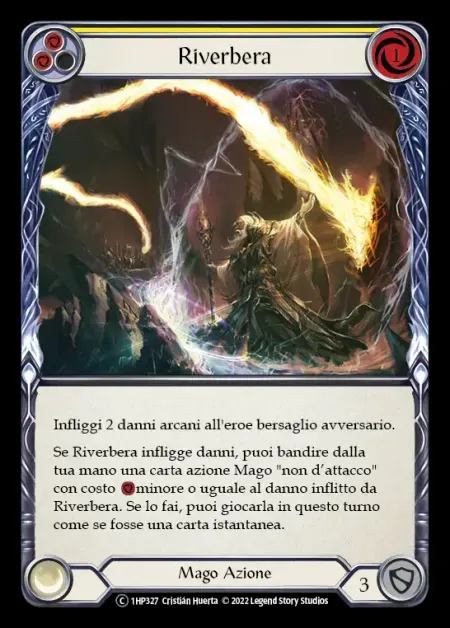 Riverbera
1
Infliggi 2 danni arcani all'eroe bersaglio avversario.
Se Riverbera infligge danni, puoi bandire dalla
tua mano una carta azione Mago "non d´attacco"
con costo minore o uguale al danno inflitto da
Riverbera. Se lo fai, puoi giocarla in questo turno
come se fosse una carta istantanea.
Mago Azione
3
C 1HP327 Cristián Huerta © 2022 Legend Story Studios